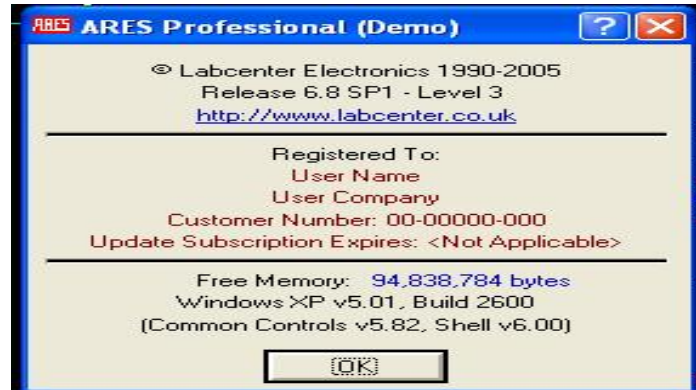 ARES ARES Professional (Demo)
© Labcenter Electronics 1990-2005
Release 6.8 SP1 - Level 3
http://www.labcenter.co.uk
Registered To:
User Name
User Company
Customer Number: 00-00000-000
Update Subscription Expires: <Not Applicable>
Free Memory: 94,838,784 bytes
Windows XP v5.01, Build 2600
(Common Controls v5.82, Shell v6.00)
OK